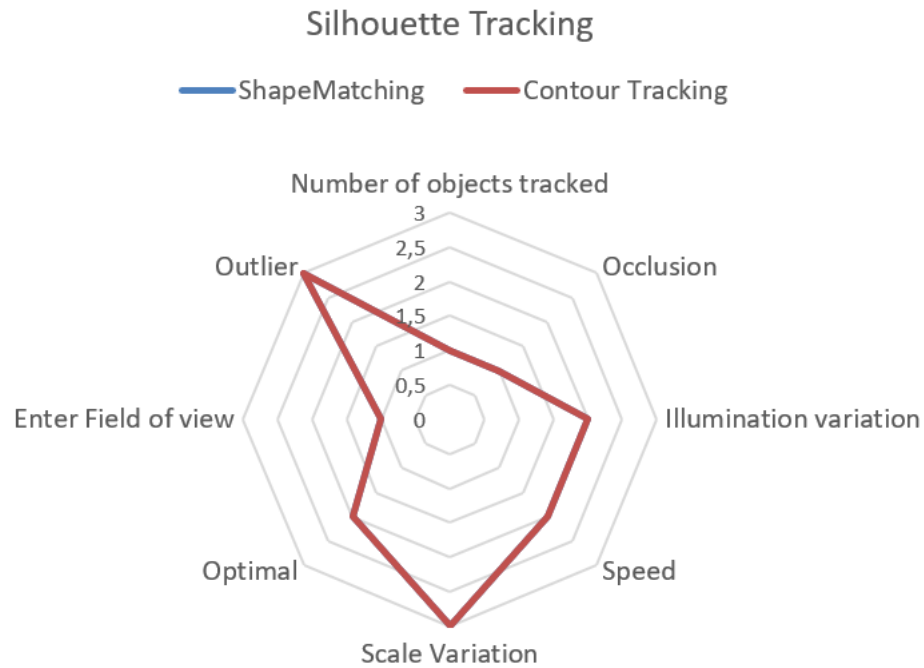 Silhouette Tracking
ShapeMatching Contour Tracking
Number of objects tracked
3
2,5
Outlier Occlusion
2
1,5
1
0,5
Enter Field of view 0 Illumination variation
Optimal Speed
Scale Variation